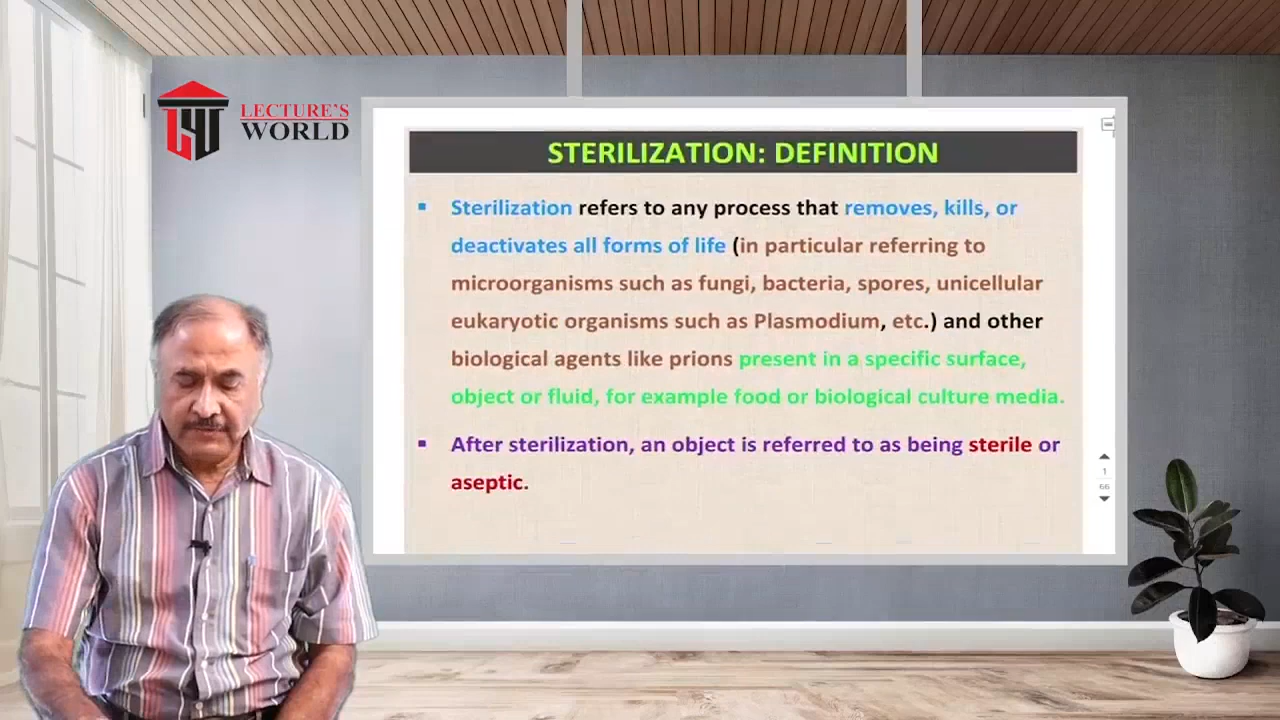 LECTURE'S
WORLD
STERILIZATION: DEFINITION
▪ Sterilization refers to any process that removes, kills, or
deactivates all forms of life (in particular referring to
microorganisms such as fungi, bacteria, spores, unicellular
eukaryotic organisms such as Plasmodium, etc.) and other
biological agents like prions present in a specific surface,
object or fluid, for example food or biological culture media.
▪ After sterilization, an object is referred to as being sterile or
aseptic.
1
66